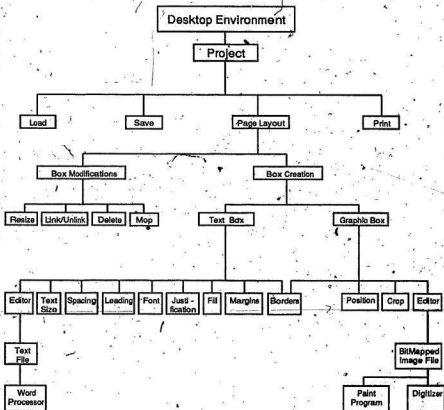 Desktop Environment
Project
Load
Save
Page Layout
Print
Box Modifications
Box Creation
Resize
Link/Unlink
Delete
Mop
Text Box
Graphic Box
Editor
Text
Size
Spacing
Leading
Font
Justi -
fication
Fill
Margins
Borders
Position
Crop
Editor
Text
File
BitMapped
Image File
Word
Processor
Paint
Program
Digitizer